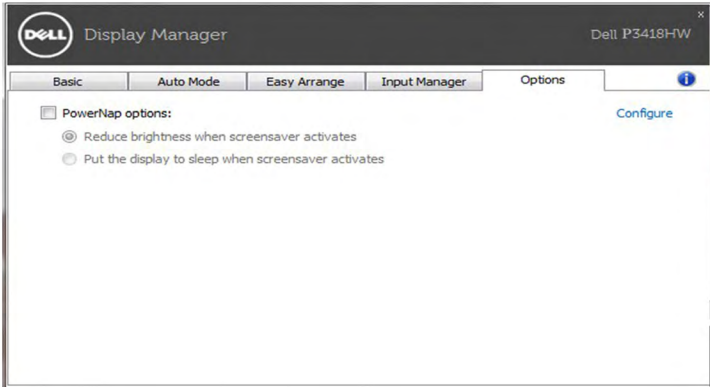 DELL Display Manager Dell P3418HW
Basic Auto Mode Easy Arrange Input Manager Options
PowerNap options: Configure
Reduce brightness when screensaver activates
Put the display to sleep when screensaver activates